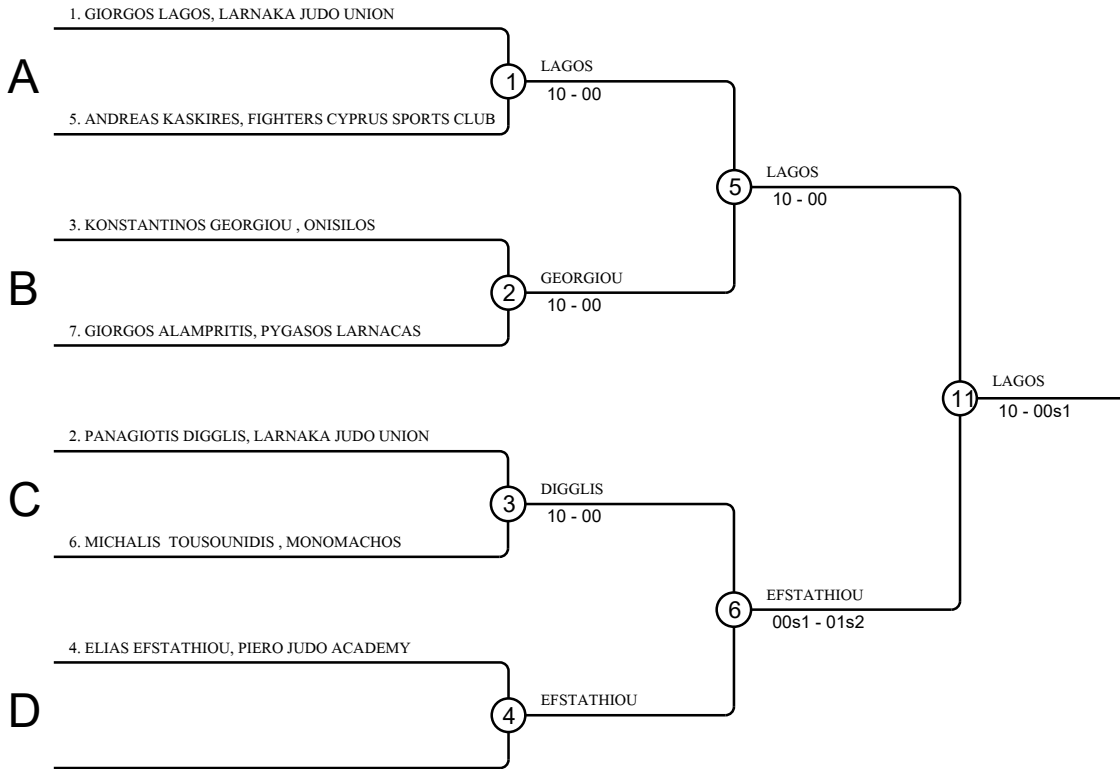 1. GIORGOS LAGOS, LARNAKA JUDO UNION
A
1
LAGOS
10 - 00
5. ANDREAS KASKIRES, FIGHTERS CYPRUS SPORTS CLUB
5
LAGOS
10 - 00
3. KONSTANTINOS GEORGIOU , ONISILOS
B
2
GEORGIOU
10 - 00
7. GIORGOS ALAMPRITIS, PYGASOS LARNACAS
11
LAGOS
10 - 00s1
2. PANAGIOTIS DIGGLIS, LARNAKA JUDO UNION
C
3
DIGGLIS
10 - 00
6. MICHALIS  TOUSOUNIDIS , MONOMACHOS
6
EFSTATHIOU
00s1 - 01s2
4. ELIAS EFSTATHIOU, PIERO JUDO ACADEMY
D
4
EFSTATHIOU